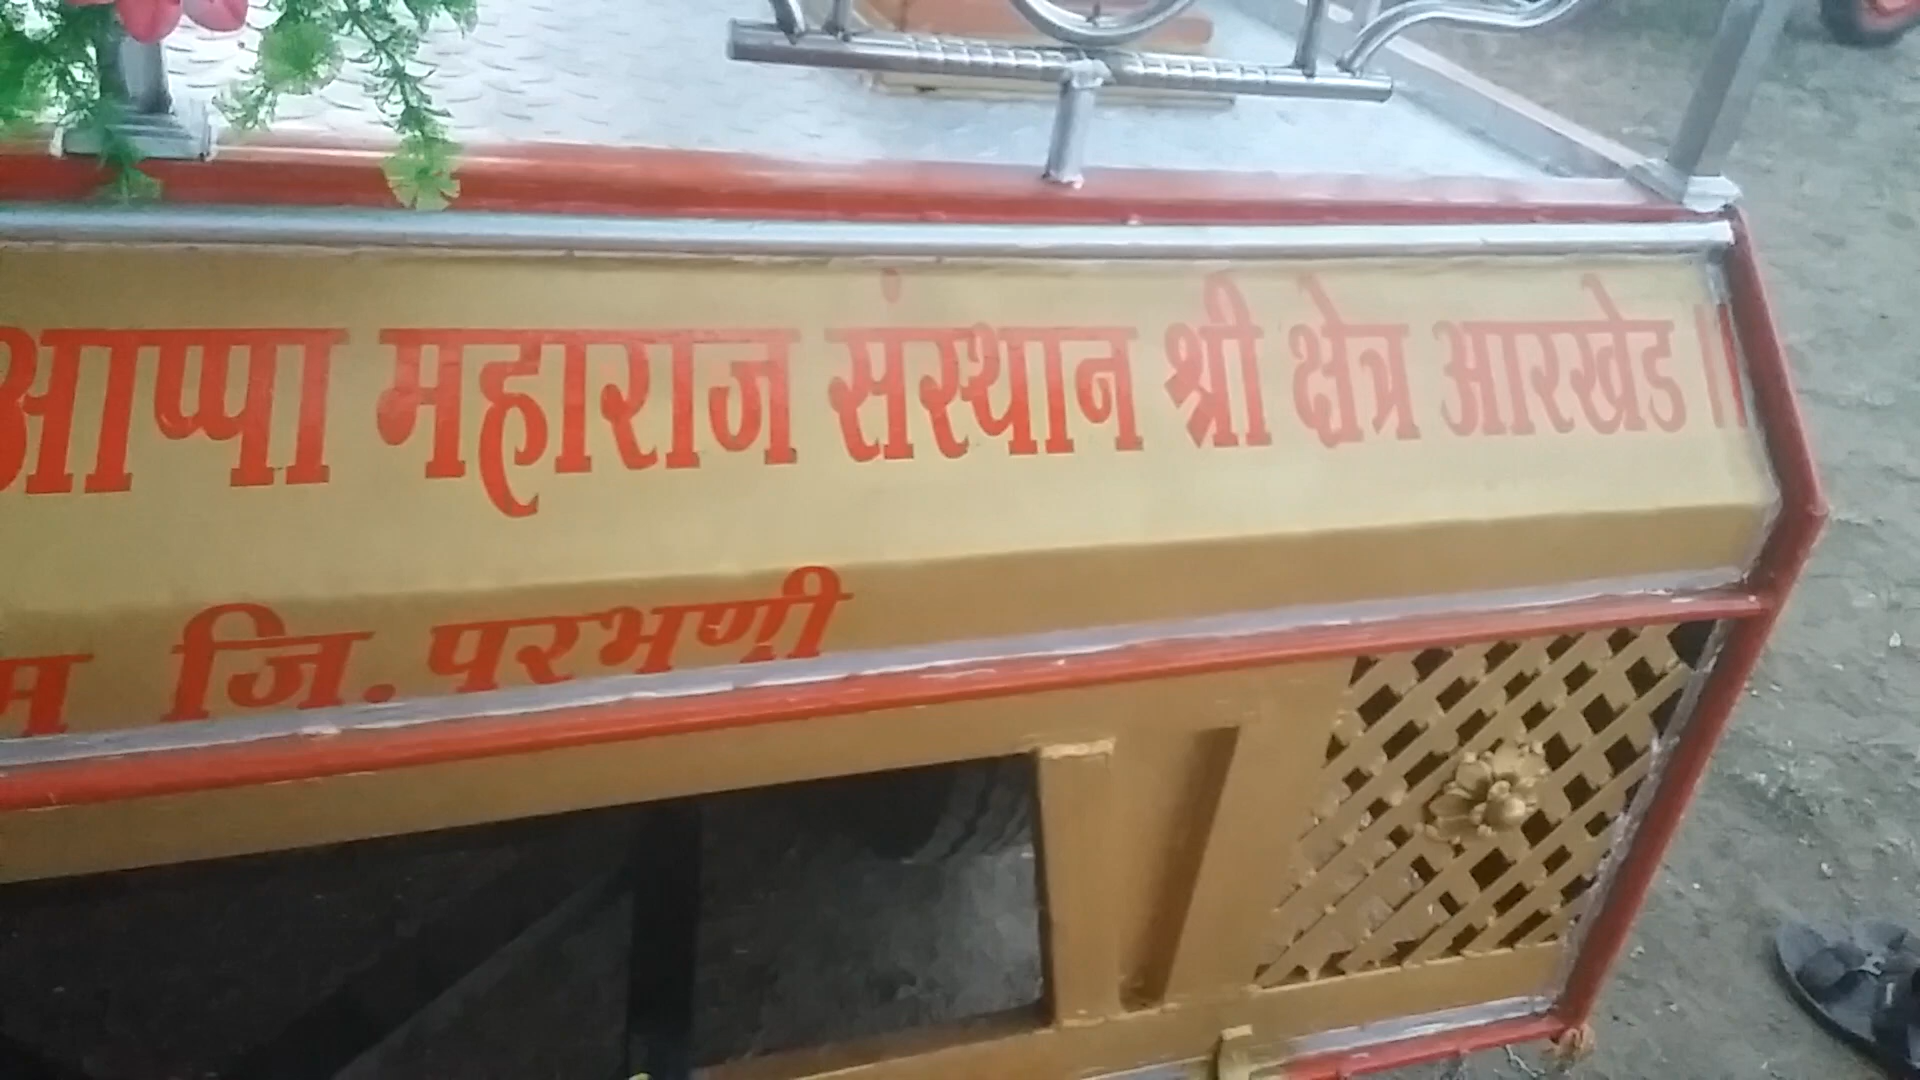 आप्पा महाराज संस्थान श्री क्षेत्र आरखेड ॥
म जि. परभणी